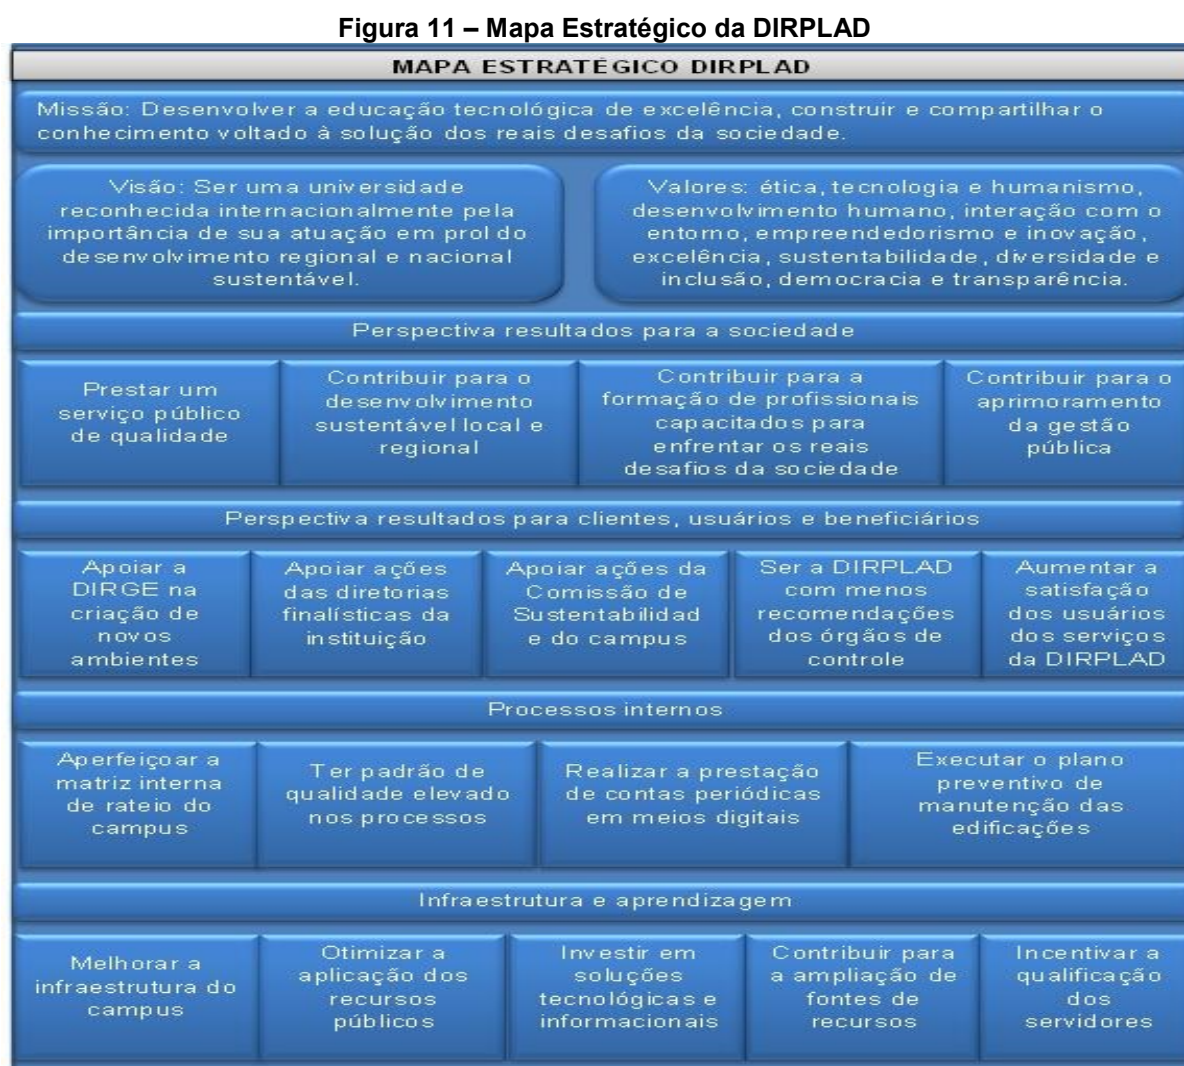 Figura 11 – Mapa Estratégico da DIRPLAD
MAPA ESTRATÉGICO DIRPLAD
Missão: Desenvolver a educação tecnológica de excelência, construir e compartilhar o
conhecimento voltado à solução dos reais desafios da sociedade.
Visão: Ser uma universidade
reconhecida internacionalmente pela
importância de sua atuação em prol do
desenvolvimento regional e nacional
sustentável.
Valores: ética, tecnologia e humanismo,
desenvolvimento humano, interação com o
entorno, empreendedorismo e inovação,
excelência, sustentabilidade, diversidade e
inclusão, democracia e transparência.
Perspectiva resultados para a sociedade
Prestar um
serviço público
de qualidade
Contribuir para o
desenvolvimento
sustentável local e
regional
Contribuir para a
formação de profissionais
capacitados para
enfrentar os reais
desafios da sociedade
Contribuir para o
aprimoramento
da gestão
pública
Perspectiva resultados para clientes, usuários e beneficiários
Apoiar a
DIRGE na
criação de
novos
ambientes
Apoiar ações
das diretorias
finalísticas da
instituição
Apoiar ações da
Comissão de
Sustentabilidad
e do campus
Ser a DIRPLAD
com menos
recomendações
dos órgãos de
controle
Aumentar a
satisfação
dos usuários
dos serviços
da DIRPLAD
Processos internos
Aperfeiçoar a
matriz interna
de rateio do
campus
Ter padrão de
qualidade elevado
nos processos
Realizar a prestação
de contas periódicas
em meios digitais
Executar o plano
preventivo de
manutenção das
edificações
Infraestrutura e aprendizagem
Melhorar a
infraestrutura do
campus
Otimizar a
aplicação dos
recursos
públicos
Investir em
soluções
tecnológicas e
informacionais
Contribuir para
a ampliação de
fontes de
recursos
Incentivar a
qualificação
dos
servidores